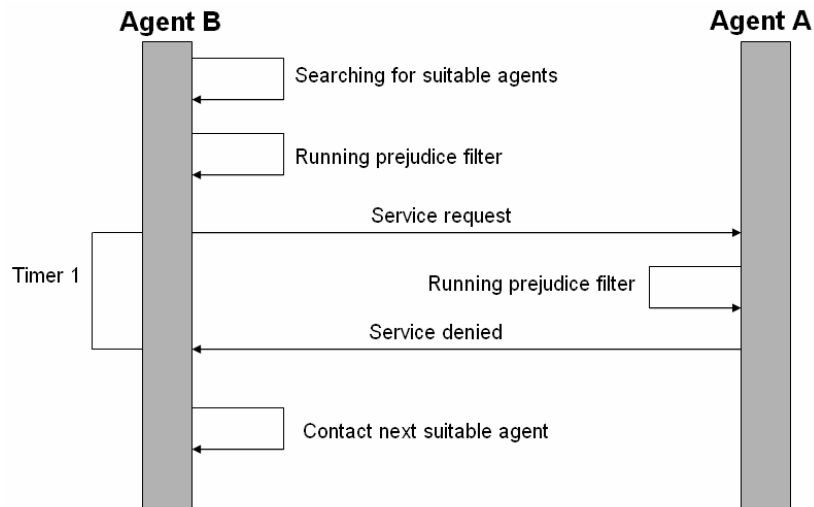 Agent B
Agent A
Searching for suitable agents
Running prejudice filter
Service request
Timer 1
Running prejudice filter
Service denied
Contact next suitable agent